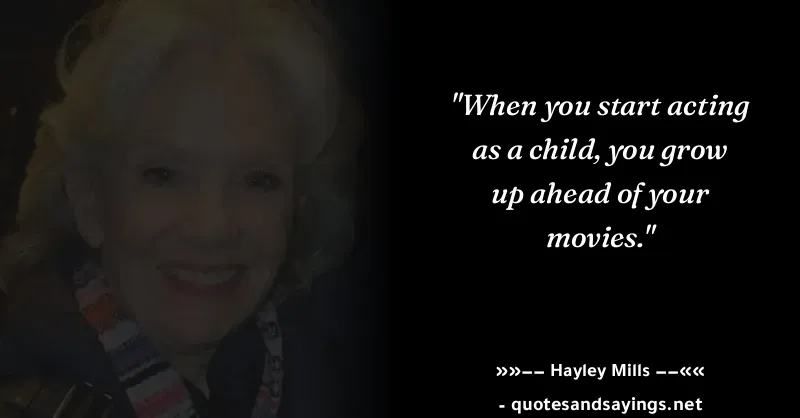 "When you start acting
as a child, you grow
up ahead of your
movies."
»»−− Hayley Mills −−««
- quotesandsayings.net